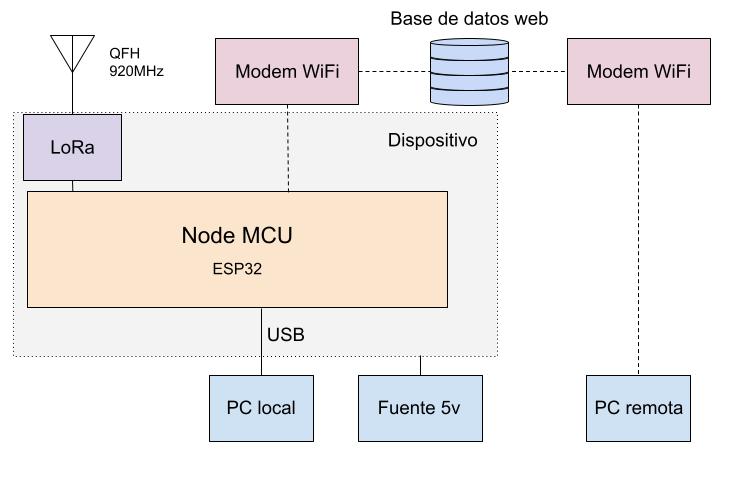 Base de datos web
QFH
920MHz
Modem WiFi
Modem WiFi
LoRa
Dispositivo
Node MCU
ESP32
USB
PC local
Fuente 5v
PC remota